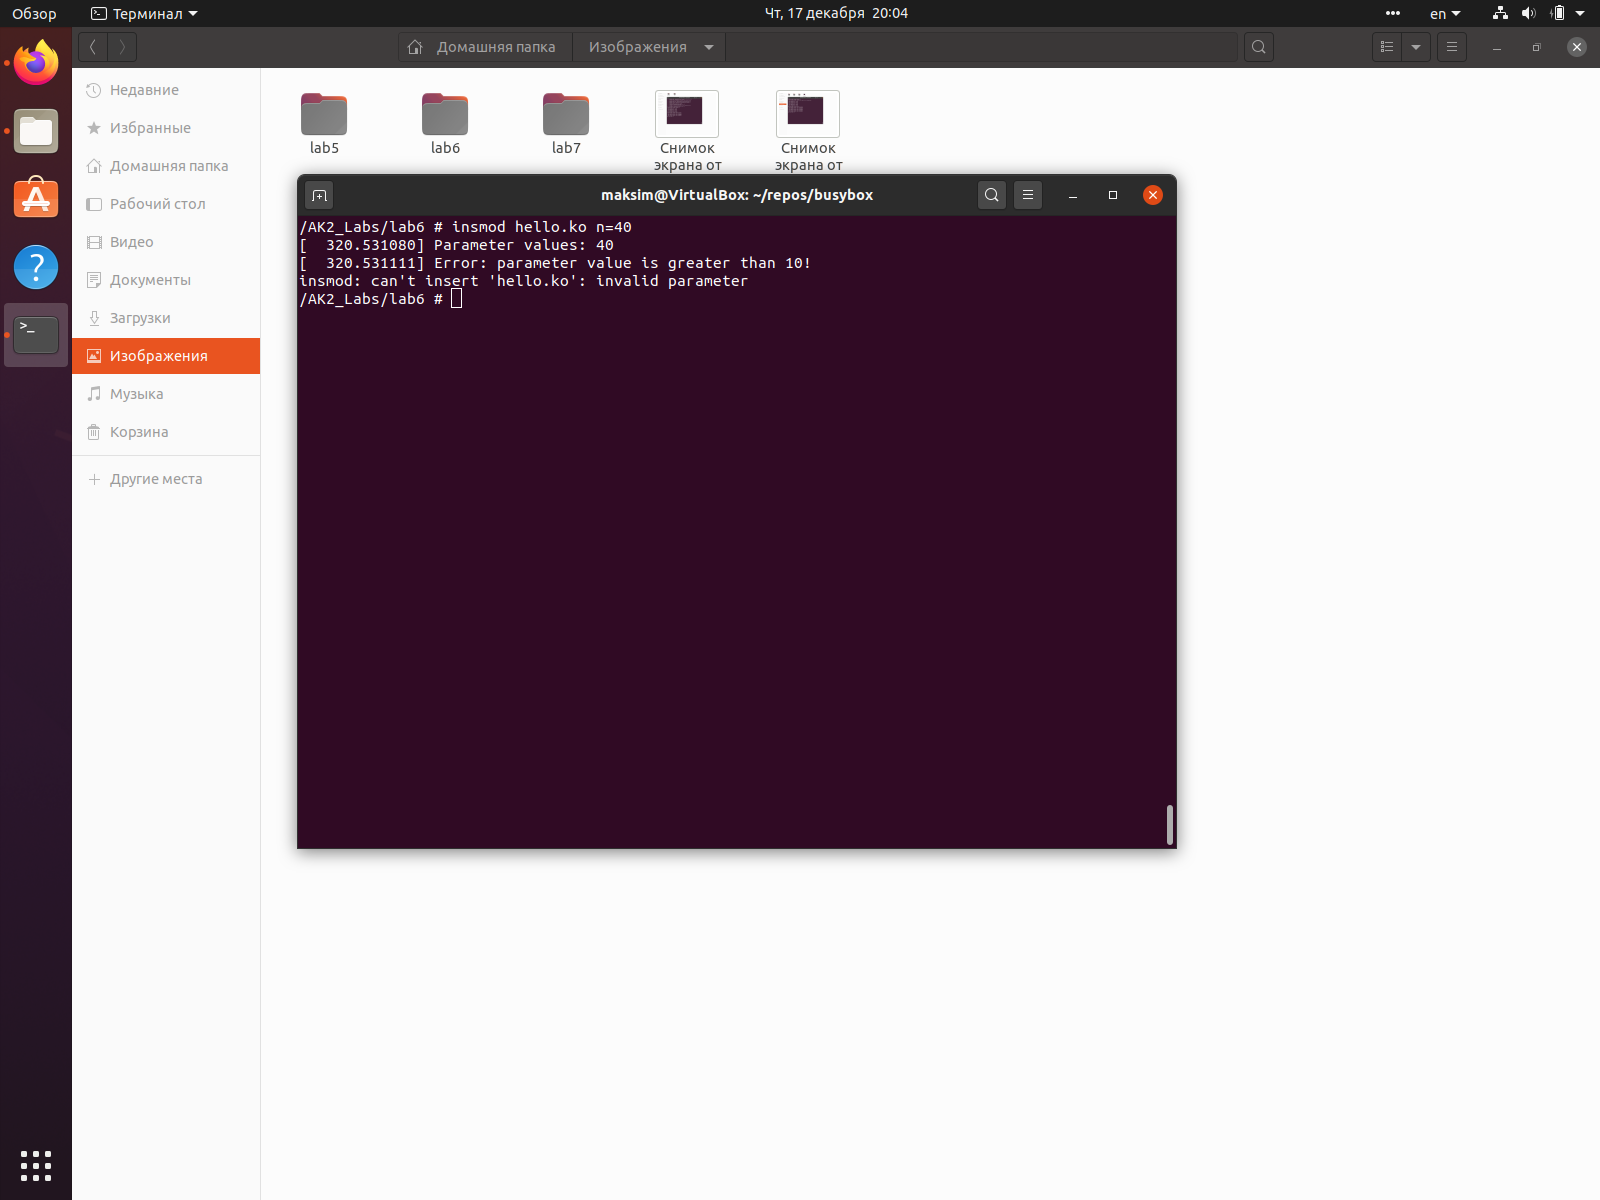 Обзор
Терминал
Чт, 17 декабря 20:04
en
Домашняя папка
Изображения
Недавние
Избранные
Домашняя папка
Рабочий стол
Видео
Документы
Загрузки
Изображения
Музыка
Корзина
Другие места
lab5
lab6
lab7
Снимок
экрана от
Снимок
экрана от
maksim@VirtualBox: ~/repos/busybox
/AK2_Labs/lab6 # insmod hello.ko n=40
[  320.531080] Parameter values: 40
[  320.531111] Error: parameter value is greater than 10!
insmod: can't insert 'hello.ko': invalid parameter
/AK2_Labs/lab6 #